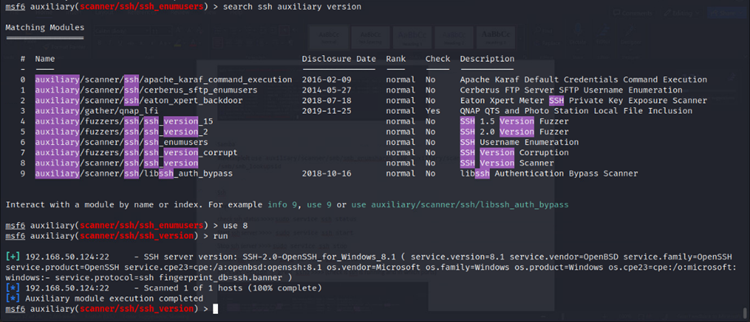 msf6 auxiliary(scanner/ssh/ssh_enumusers) > search ssh auxiliary version
Matching Modules
================
# Name Disclosure Date Rank Check Description
- ---- --------------- ---- ----- -----------
0 auxiliary/scanner/ssh/apache_karaf_command_execution 2016-02-09 normal No Apache Karaf Default Credentials Command Execution
1 auxiliary/scanner/ssh/cerberus_sftp_enumusers 2014-05-27 normal No Cerberus FTP Server SFTP Username Enumeration
2 auxiliary/scanner/ssh/eaton_xpert_backdoor 2018-07-18 normal No Eaton Xpert Meter SSH Private Key Exposure Scanner
3 auxiliary/gather/qnap_lfi 2019-11-25 normal Yes QNAP QTS and Photo Station Local File Inclusion
4 auxiliary/fuzzers/ssh/ssh_version_15 normal No SSH 1.5 Version Fuzzer
5 auxiliary/fuzzers/ssh/ssh_version_2 normal No SSH 2.0 Version Fuzzer
6 auxiliary/scanner/ssh/ssh_enumusers normal No SSH Username Enumeration
7 auxiliary/fuzzers/ssh/ssh_version_corrupt normal No SSH Version Corruption
8 auxiliary/scanner/ssh/ssh_version normal No SSH Version Scanner
9 auxiliary/scanner/ssh/libssh_auth_bypass 2018-10-16 normal No libssh Authentication Bypass Scanner
Interact with a module by name or index. For example info 9, use 9 or use auxiliary/scanner/ssh/libssh_auth_bypass
msf6 auxiliary(scanner/ssh/ssh_enumusers) > use 8
msf6 auxiliary(scanner/ssh/ssh_version) > run
[+] 192.168.50.124:22 - SSH server version: SSH-2.0-OpenSSH_for_Windows_8.1 ( service.version=8.1 service.vendor=OpenBSD service.family=OpenSSH
service.product=OpenSSH service.cpe23=cpe:/a:openbsd:openssh:8.1 os.vendor=Microsoft os.family=Windows os.product=Windows os.cpe23=cpe:/o:microsoft:
windows:- service.protocol=ssh fingerprint_db=ssh.banner )
[*] 192.168.50.124:22 - Scanned 1 of 1 hosts (100% complete)
[*] Auxiliary module execution completed
msf6 auxiliary(scanner/ssh/ssh_version) >